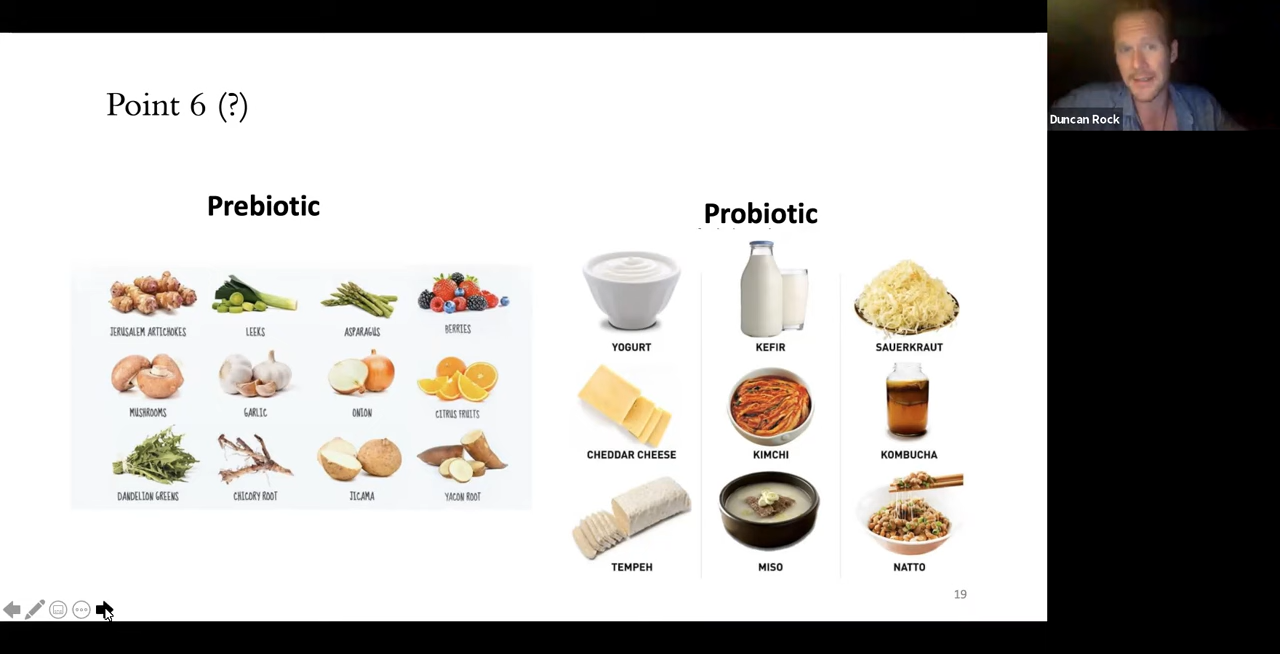 Point 6 (?)
Duncan Rock
Prebiotic
Probiotic
JERUSALEM ARTICHOKES
LEEKS
ASPARAGUS
BERRIES
MUSHROOMS
GARLIC
ONION
CITRUS FRUITS
DANDELION GREENS
CHICORY ROOT
JICAMA
YACON ROOT
YOGURT
KEFIR
SAUERKRAUT
CHEDDAR CHEESE
KIMCHI
KOMBUCHA
TEMPEH
MISO
NATTO
19